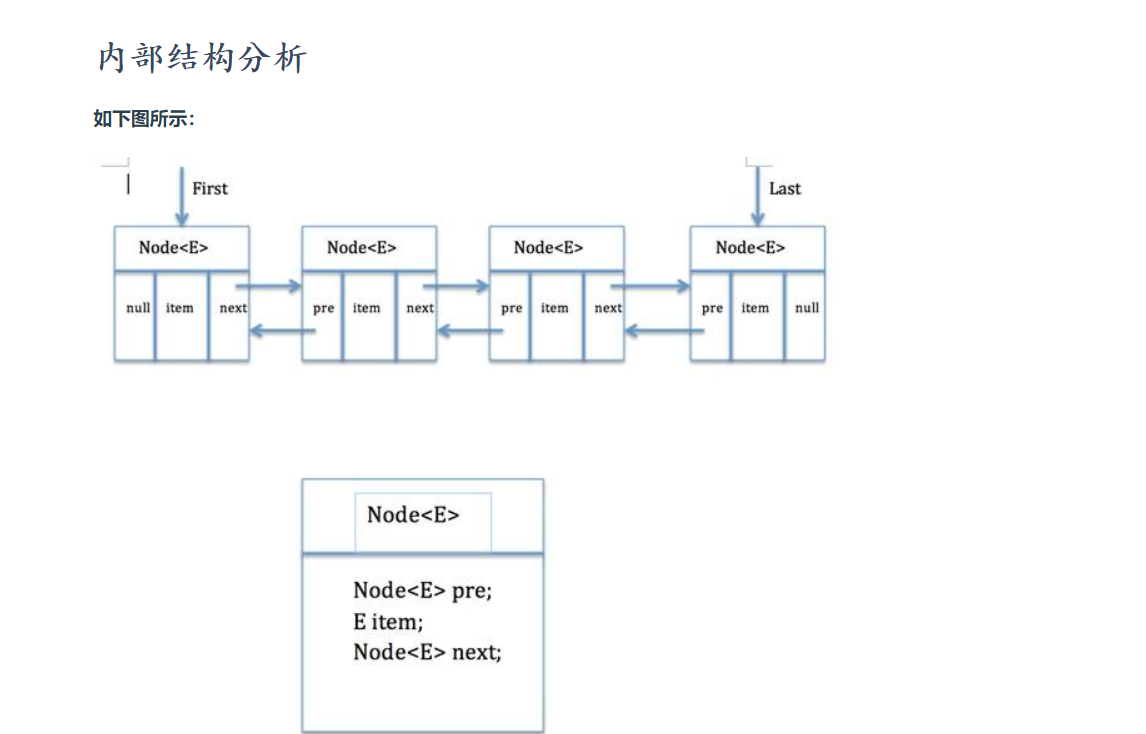 内部结构分析
如下图所示：
First Last
Node<E> Node<E> Node<E> Node<E>
null item next pre item next pre item next pre item null
Node<E>
Node<E> pre;
E item;
Node<E> next;